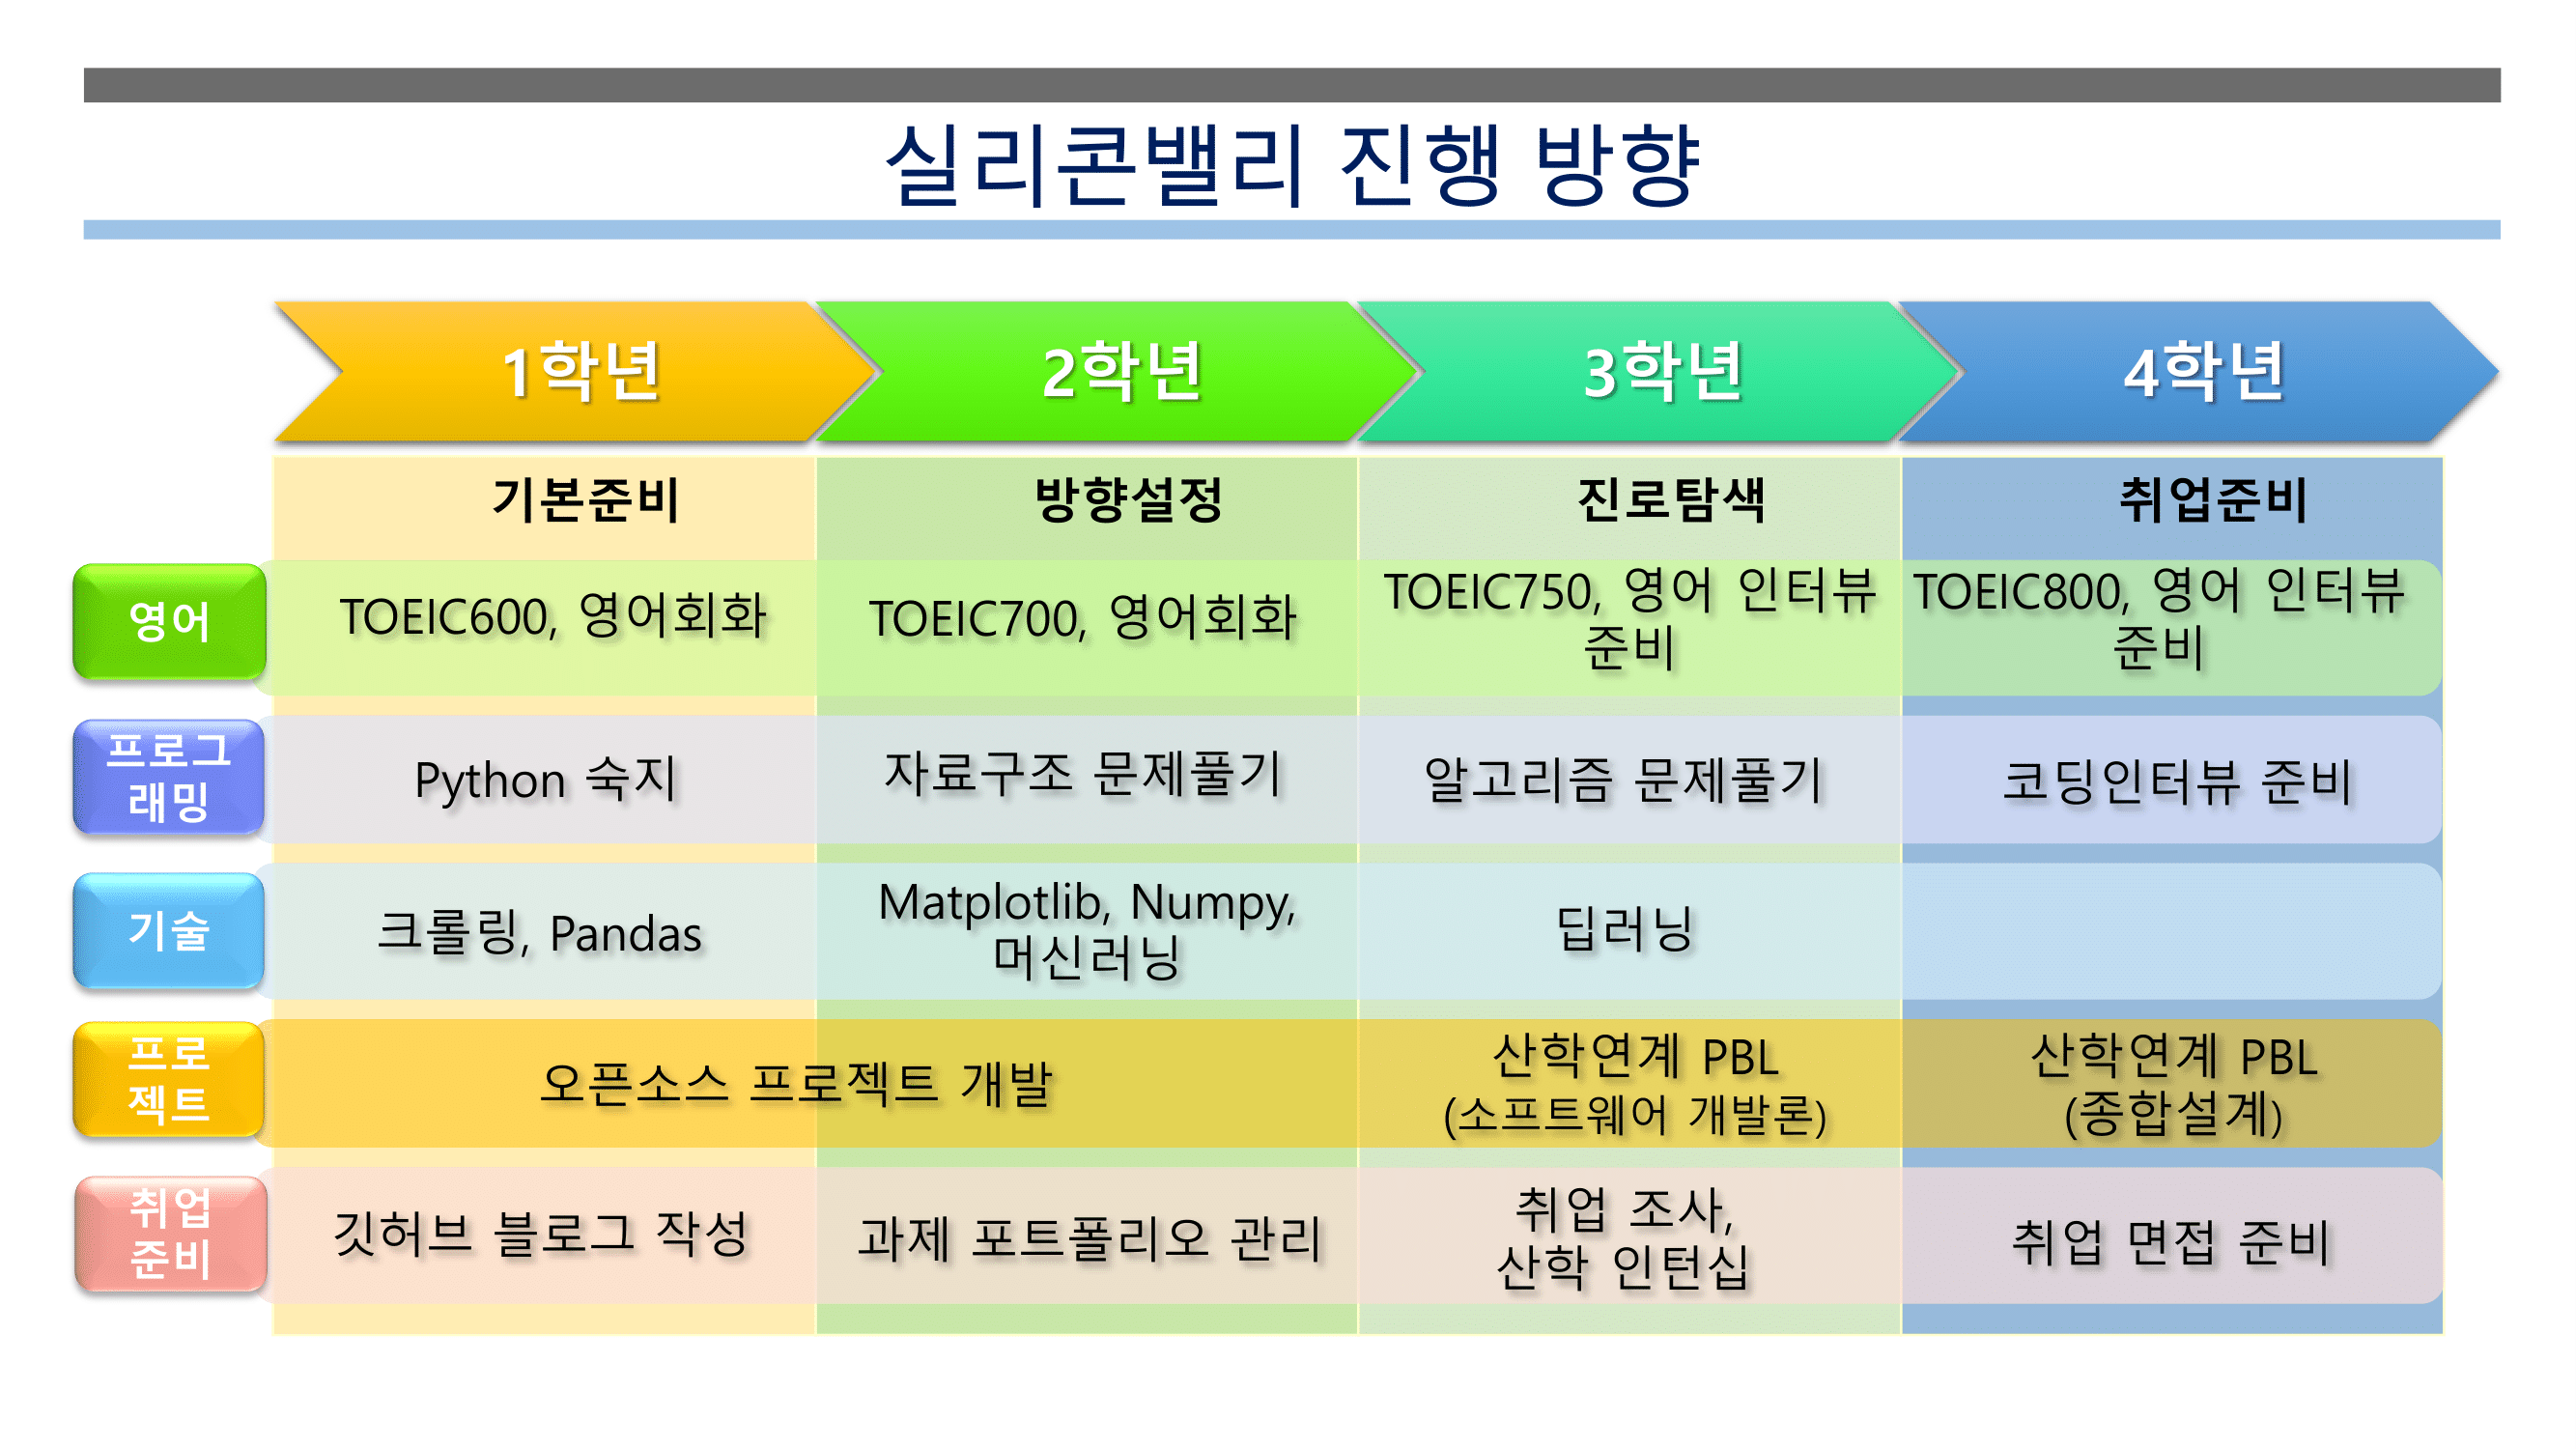 실리콘밸리 진행 방향
1학년
2학년
3학년
4학년
기본준비
방향설정
진로탐색
취업준비
영어
TOEIC600, 영어회화
TOEIC700, 영어회화
TOEIC750, 영어 인터뷰
준비
TOEIC800, 영어 인터뷰
준비
프로그
래밍
Python 숙지
자료구조 문제풀기
알고리즘 문제풀기
코딩인터뷰 준비
기술
크롤링, Pandas
Matplotlib, Numpy,
머신러닝
딥러닝
프로
젝트
오픈소스 프로젝트 개발
산학연계 PBL
(소프트웨어 개발론)
산학연계 PBL
(종합설계)
취업
준비
깃허브 블로그 작성
과제 포트폴리오 관리
취업 조사,
산학 인턴십
취업 면접 준비